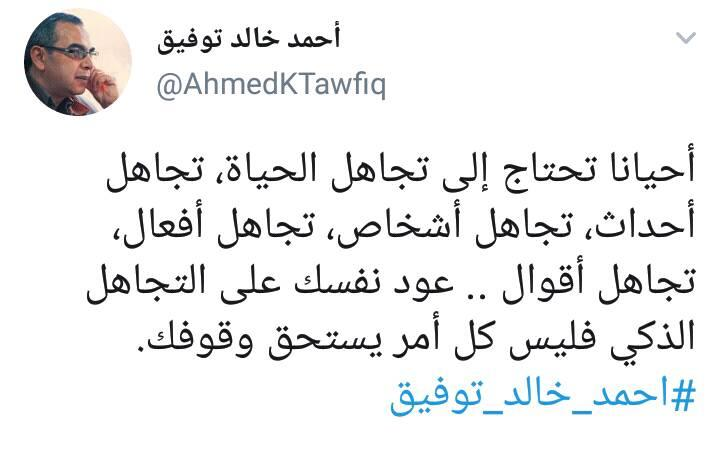 أحمد خالد توفيق
@AhmedKTawfiq
أحيانا تحتاج إلى تجاهل الحياة، تجاهل
أحداث، تجاهل أشخاص، تجاهل أفعال،
تجاهل أقوال .. عود نفسك على التجاهل
الذكي فليس كل أمر يستحق وقوفك.
#احمد_خالد_توفيق